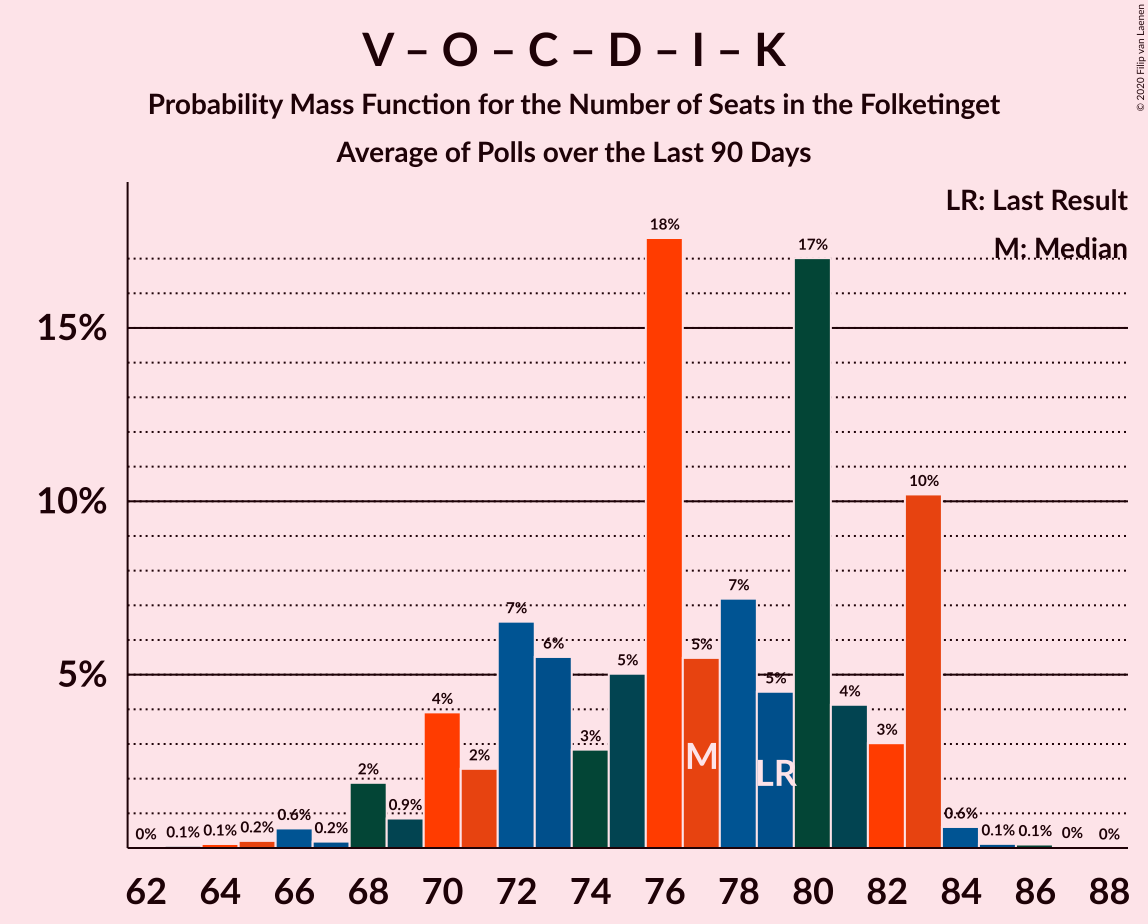 V – O – C – D – I – K
Probability Mass Function for the Number of Seats in the Folketinget
Average of Polls over the Last 90 Days
© 2020 Filip van Laenen
LR: Last Result
M: Median
15%
10%
5%
0% 0.1% 0.1% 0.2% 0.6% 0.2% 2% 0.9% 4% 2% 7% 6% 3% 5% 18% 5% 7% 5% 17% 4% 3% 10% 0.6% 0.1% 0.1% 0% 0%
M
LR
62 64 66 68 70 72 74 76 78 80 82 84 86 88